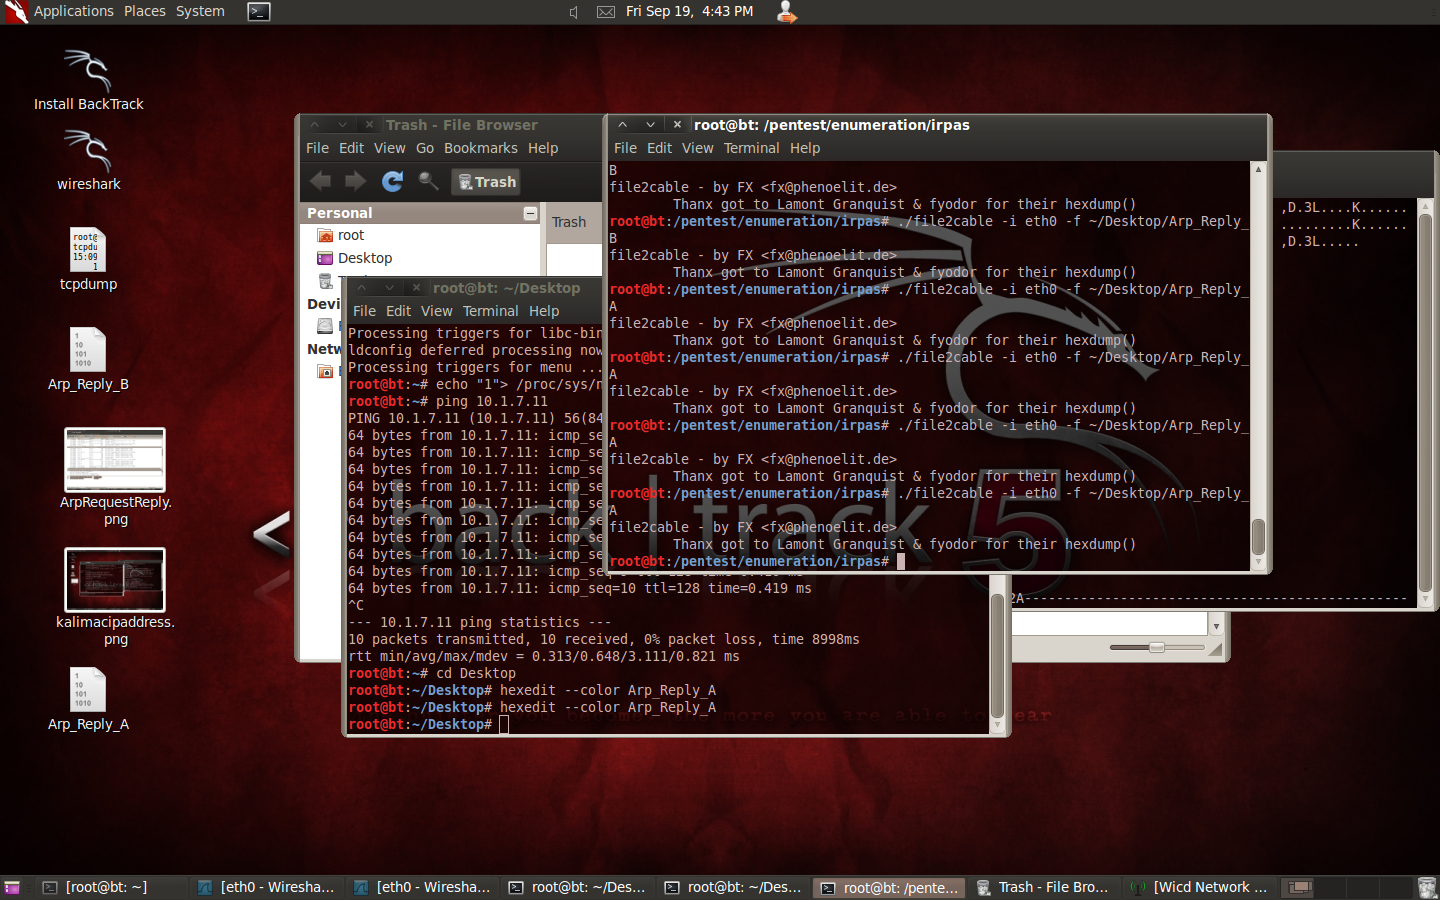 Applications Places System
Fri Sep 19, 4:43 PM
Install BackTrack
wireshark
root@
tcpdu
15:09
1
tcpdump
1
10
101
1010
Arp_Reply_B
ArpRequestReply.
png
kalimacipaddress.
png
1
10
101
1010
Arp_Reply_A
Trash - File Browser
File Edit View Go Bookmarks Help
Trash
Personal
root
Desktop
Devi
Netw
Trash
root@bt: ~/Desktop
File Edit View Terminal Help
Processing triggers for libc-bin
ldconfig deferred processing now
Processing triggers for menu ...
root@bt:~# echo "1"> /proc/sys/n
root@bt:~# ping 10.1.7.11
PING 10.1.7.11 (10.1.7.11) 56(84
64 bytes from 10.1.7.11: icmp_se
64 bytes from 10.1.7.11: icmp_se
64 bytes from 10.1.7.11: icmp_se
64 bytes from 10.1.7.11: icmp_se
64 bytes from 10.1.7.11: icmp_se
64 bytes from 10.1.7.11: icmp_se
64 bytes from 10.1.7.11: icmp_se
64 bytes from 10.1.7.11: icmp_se
64 bytes from 10.1.7.11: icmp_seq
64 bytes from 10.1.7.11: icmp_seq=10 ttl=128 time=0.419 ms
^C
--- 10.1.7.11 ping statistics ---
10 packets transmitted, 10 received, 0% packet loss, time 8998ms
rtt min/avg/max/mdev = 0.313/0.648/3.111/0.821 ms
root@bt:~# cd Desktop
root@bt:~/Desktop# hexedit --color Arp_Reply_A
root@bt:~/Desktop# hexedit --color Arp_Reply_A
root@bt:~/Desktop#
root@bt: /pentest/enumeration/irpas
File Edit View Terminal Help
B
file2cable - by FX <fx@phenoelit.de>
Thanx got to Lamont Granquist & fyodor for their hexdump()
root@bt:/pentest/enumeration/irpas# ./file2cable -i eth0 -f ~/Desktop/Arp_Reply_
B
file2cable - by FX <fx@phenoelit.de>
Thanx got to Lamont Granquist & fyodor for their hexdump()
root@bt:/pentest/enumeration/irpas# ./file2cable -i eth0 -f ~/Desktop/Arp_Reply_
A
file2cable - by FX <fx@phenoelit.de>
Thanx got to Lamont Granquist & fyodor for their hexdump()
root@bt:/pentest/enumeration/irpas# ./file2cable -i eth0 -f ~/Desktop/Arp_Reply_
A
file2cable - by FX <fx@phenoelit.de>
Thanx got to Lamont Granquist & fyodor for their hexdump()
root@bt:/pentest/enumeration/irpas# ./file2cable -i eth0 -f ~/Desktop/Arp_Reply_
A
file2cable - by FX <fx@phenoelit.de>
Thanx got to Lamont Granquist & fyodor for their hexdump()
root@bt:/pentest/enumeration/irpas# ./file2cable -i eth0 -f ~/Desktop/Arp_Reply_
A
file2cable - by FX <fx@phenoelit.de>
Thanx got to Lamont Granquist & fyodor for their hexdump()
root@bt:/pentest/enumeration/irpas#
,D.3L....K......
.........K......
,D.3L.....
2A-----------------------------------------------
back | track 5
more you are able to hear
[root@bt: ~]
[eth0 - Wiresha...
[eth0 - Wiresha...
root@bt: ~/Des...
root@bt: ~/Des...
root@bt: /pente...
Trash - File Bro...
[Wicd Network ...